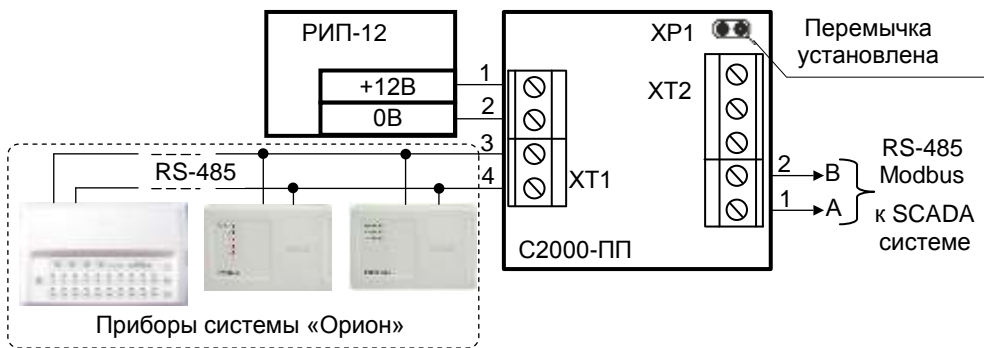 РИП-12
+12В
0В
1
2
3
4
RS-485
XT1
XP1
XT2
2
1
С2000-ПП
Перемычка
установлена
B
A
RS-485
Modbus
к SCADA
системе
Приборы системы «Орион»